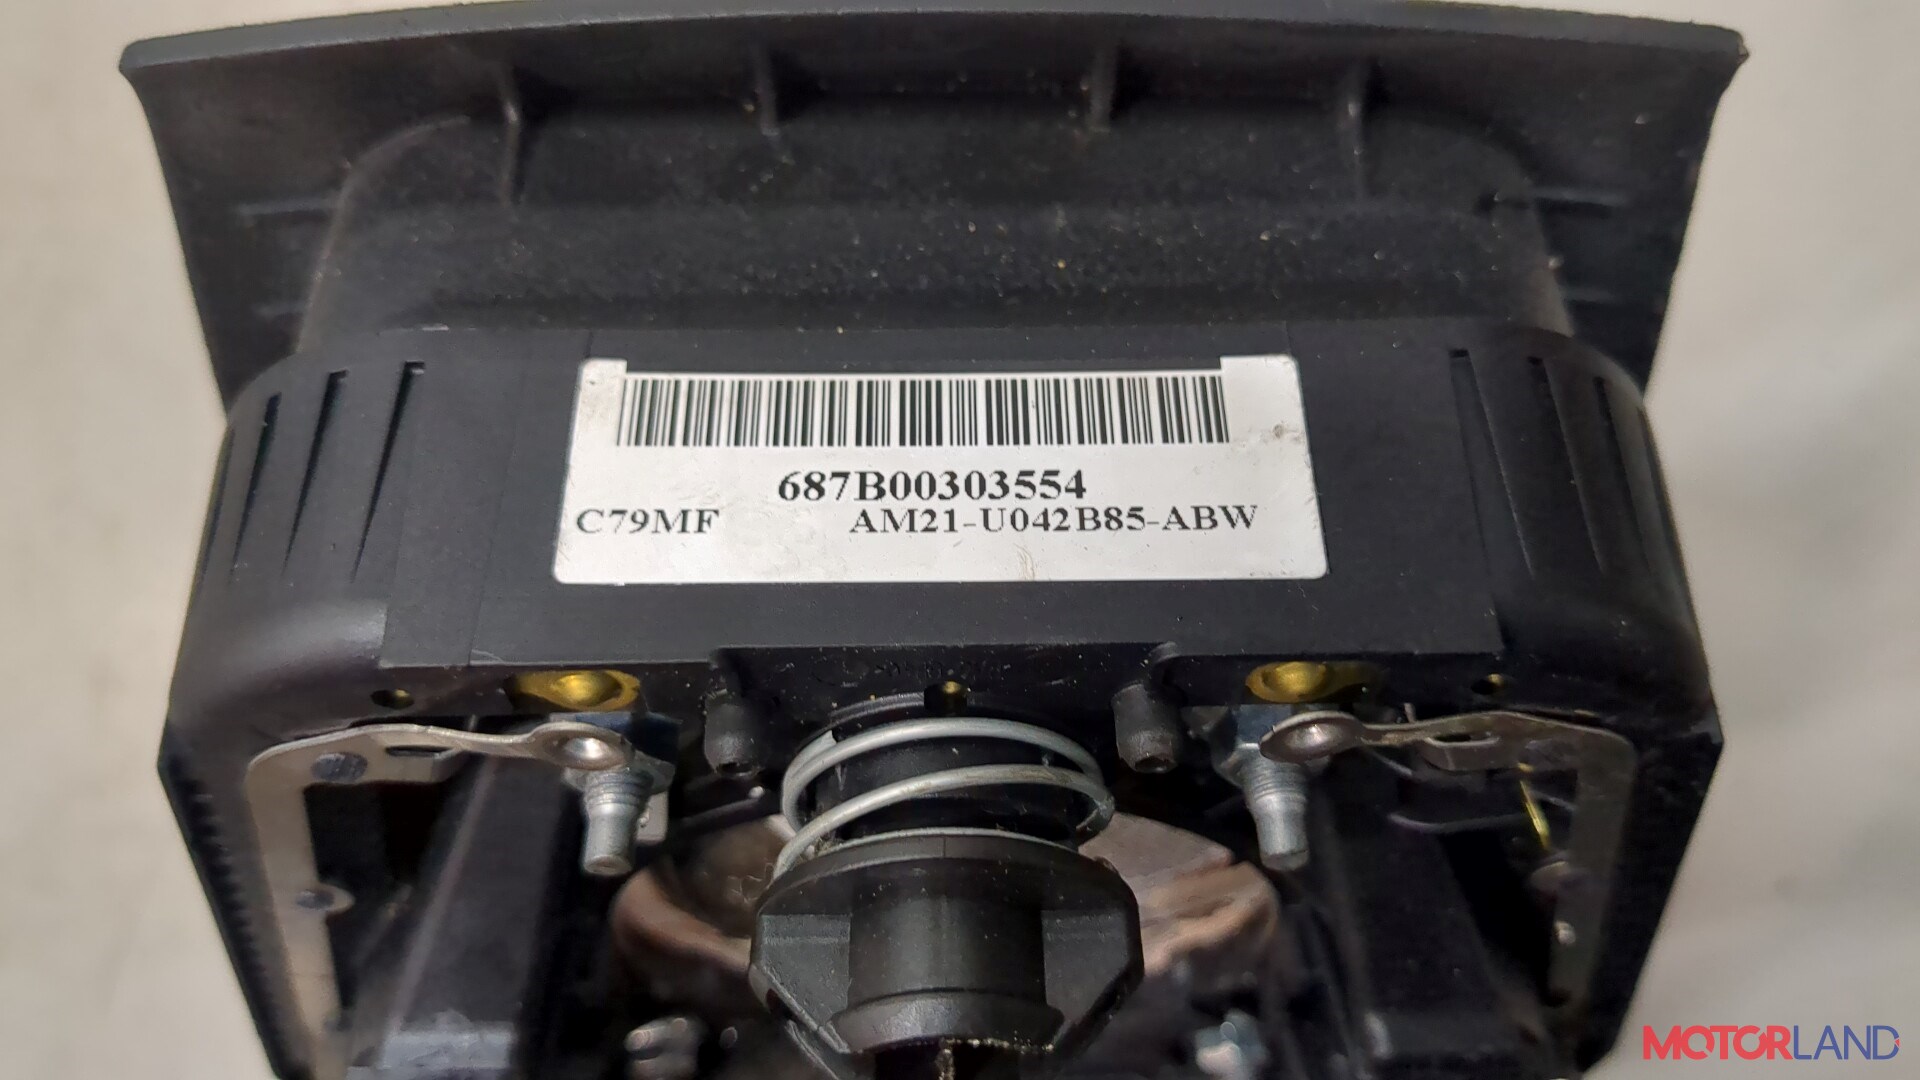 687B00303554
C79MF AM21-U042B85-ABW
MOTORLAND